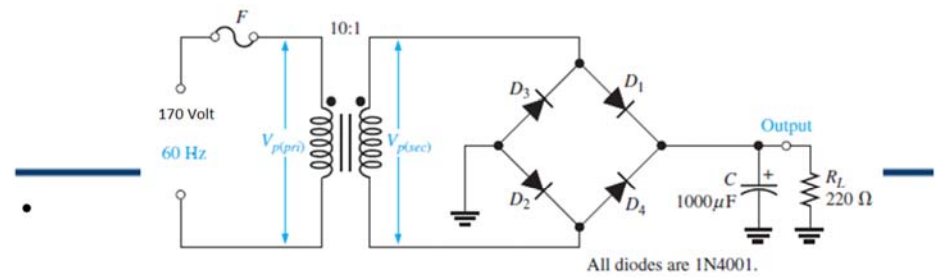 F
10:1
170 Volt
60 Hz
Vp(pri)
Vp(sec)
D3
D1
D2
D4
Output
C
+
1000μF
RL
220 Ω
All diodes are 1N4001.